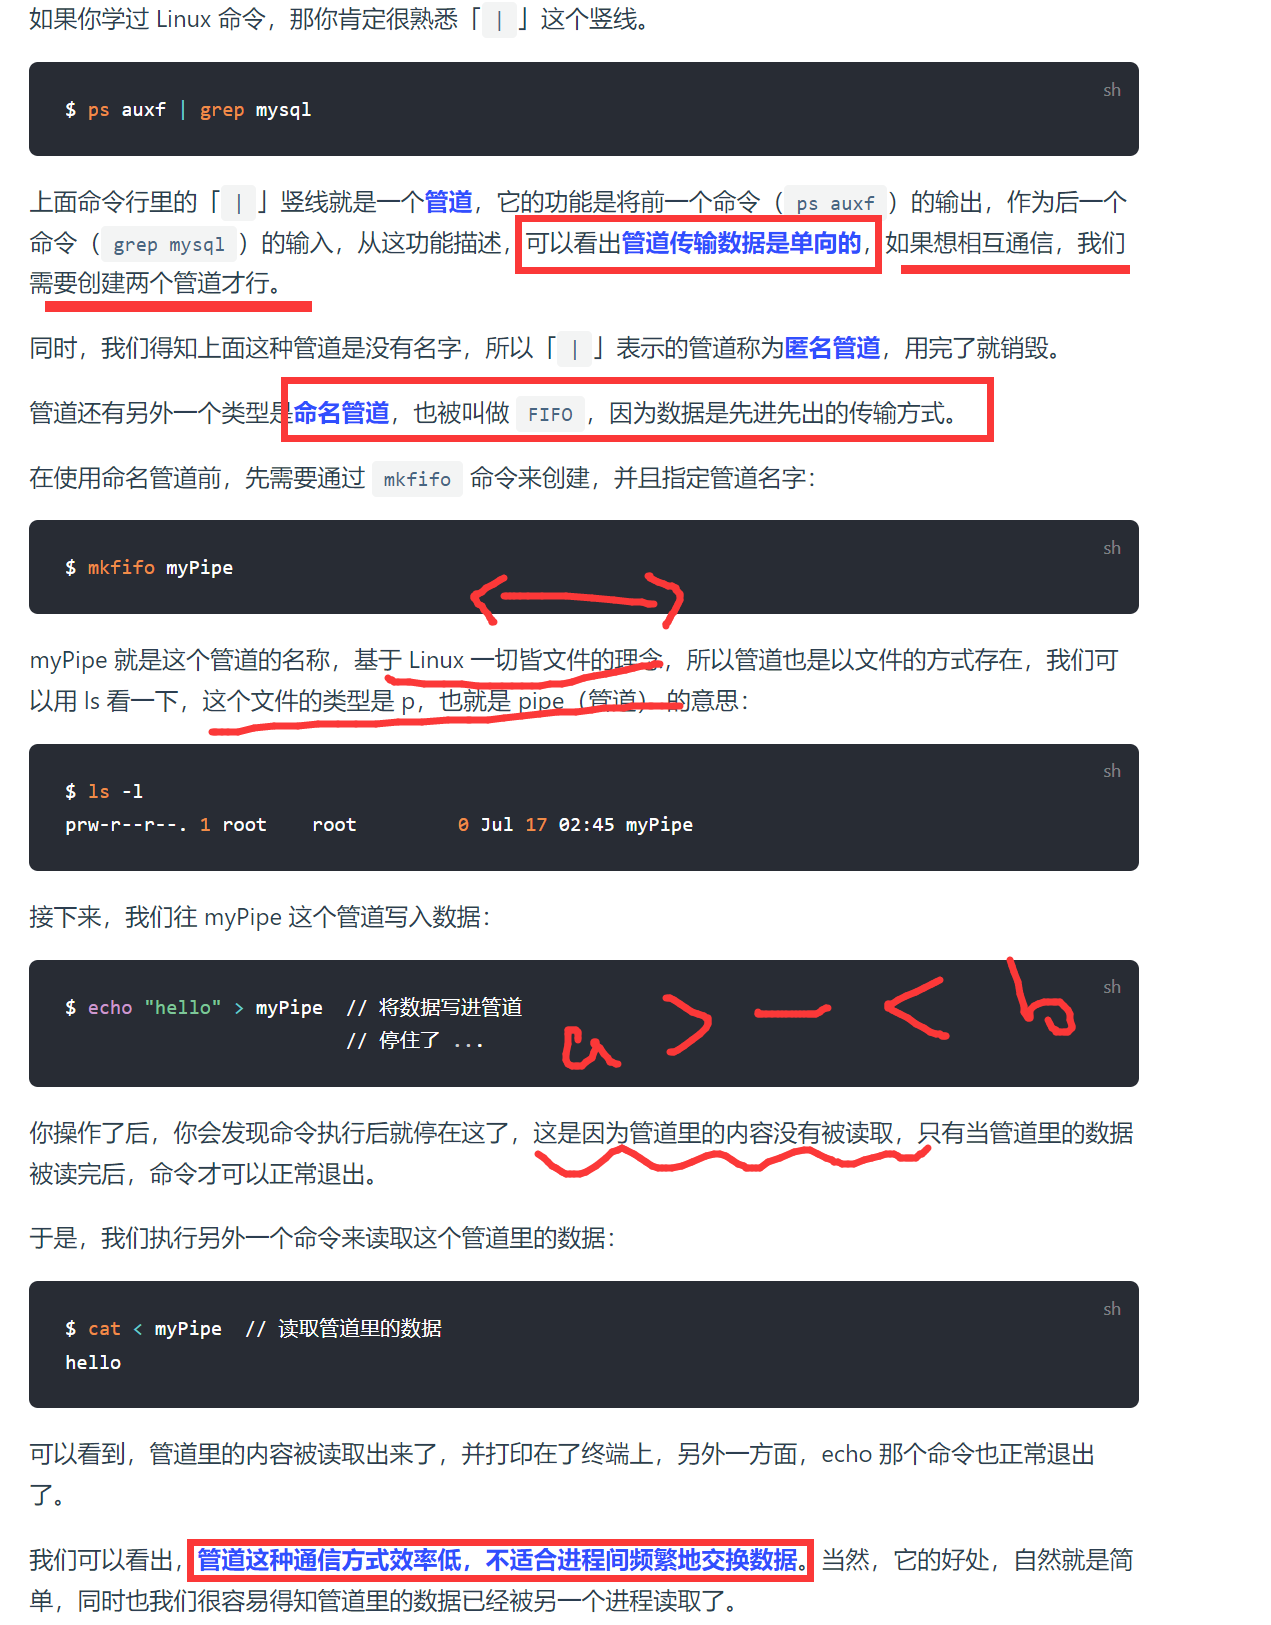 如果你学过 Linux 命令，那你肯定很熟悉「 | 」这个竖线。
sh
$ ps auxf | grep mysql
上面命令行里的「 | 」竖线就是一个管道，它的功能是将前一个命令（ ps auxf ）的输出，作为后一个
命令（ grep mysql ）的输入，从这功能描述，可以看出管道传输数据是单向的，如果想相互通信，我们
需要创建两个管道才行。
同时，我们得知上面这种管道是没有名字，所以「 | 」表示的管道称为匿名管道，用完了就销毁。
管道还有另外一个类型是命名管道，也被叫做 FIFO ，因为数据是先进先出的传输方式。
在使用命名管道前，先需要通过 mkfifo 命令来创建，并且指定管道名字：
sh
$ mkfifo myPipe
myPipe 就是这个管道的名称，基于 Linux 一切皆文件的理念，所以管道也是以文件的方式存在，我们可
以用 ls 看一下，这个文件的类型是 p，也就是 pipe（管道） 的意思：
sh
$ ls -l
prw-r--r--. 1 root    root         0 Jul 17 02:45 myPipe
接下来，我们往 myPipe 这个管道写入数据：
sh
$ echo "hello" > myPipe  // 将数据写进管道
// 停住了 ...
a > — < b
你操作了后，你会发现命令执行后就停在这了，这是因为管道里的内容没有被读取，只有当管道里的数据
被读完后，命令才可以正常退出。
于是，我们执行另外一个命令来读取这个管道里的数据：
sh
$ cat < myPipe  // 读取管道里的数据
hello
可以看到，管道里的内容被读取出来了，并打印在了终端上，另外一方面，echo 那个命令也正常退出
了。
我们可以看出，管道这种通信方式效率低，不适合进程间频繁地交换数据。当然，它的好处，自然就是简
单，同时也我们很容易得知管道里的数据已经被另一个进程读取了。